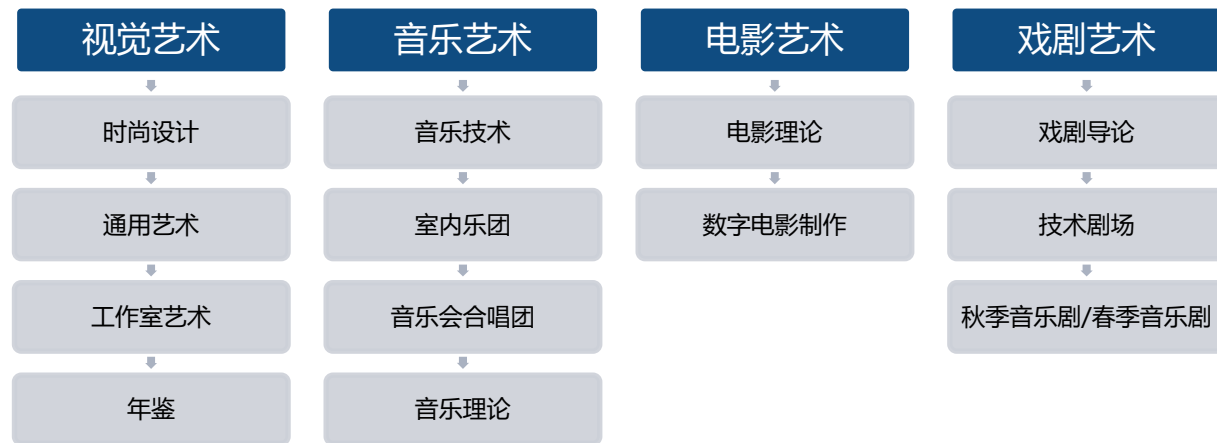 视觉艺术
时尚设计
通用艺术
工作室艺术
年鉴
音乐艺术
音乐技术
室内乐团
音乐会合唱团
音乐理论
电影艺术
电影理论
数字电影制作
戏剧艺术
戏剧导论
技术剧场
秋季音乐剧/春季音乐剧